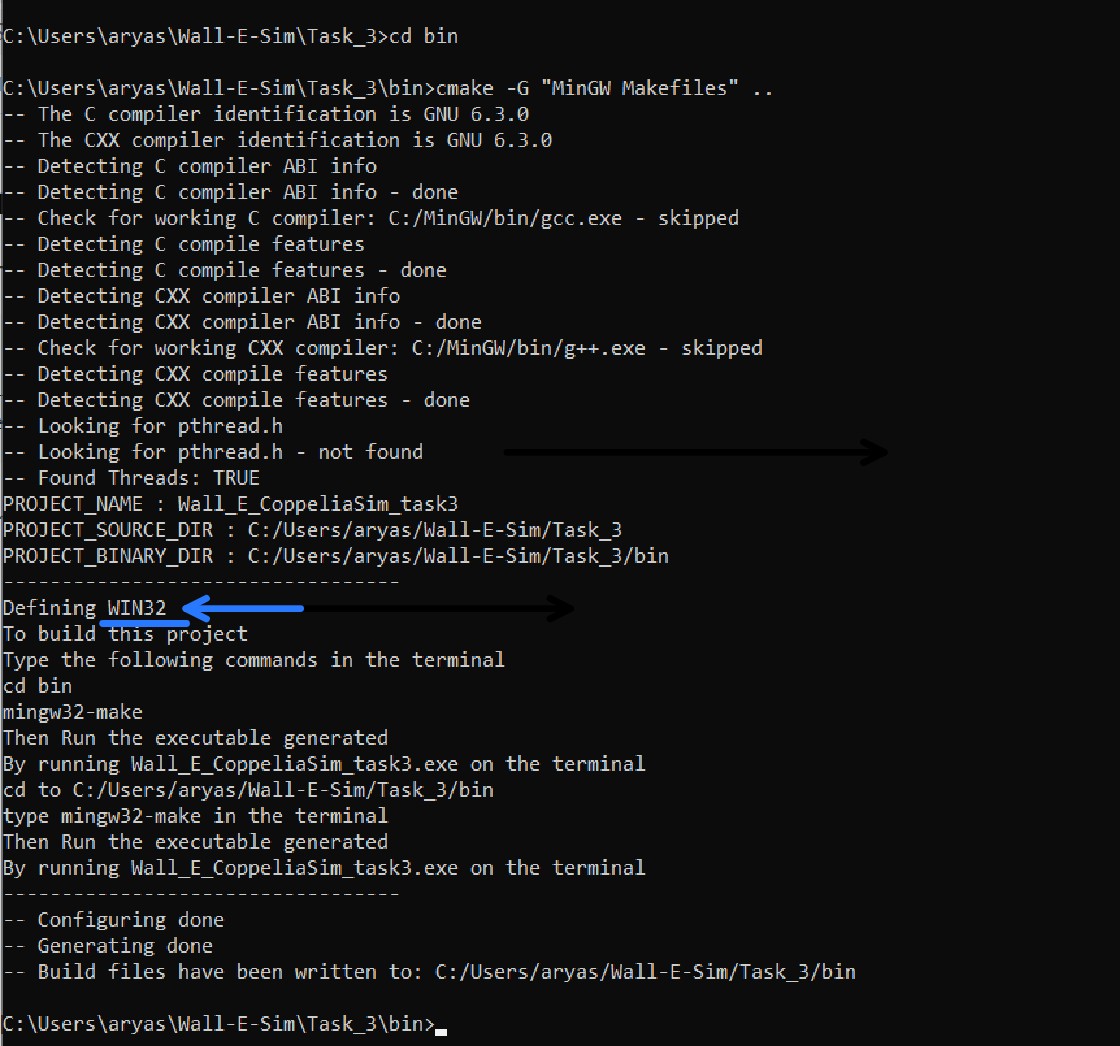 C:\Users\aryas\Wall-E-Sim\Task_3>cd bin
C:\Users\aryas\Wall-E-Sim\Task_3\bin>cmake -G "MinGW Makefiles" ..
-- The C compiler identification is GNU 6.3.0
-- The CXX compiler identification is GNU 6.3.0
-- Detecting C compiler ABI info
-- Detecting C compiler ABI info - done
-- Check for working C compiler: C:/MinGW/bin/gcc.exe - skipped
-- Detecting C compile features
-- Detecting C compile features - done
-- Detecting CXX compiler ABI info
-- Detecting CXX compiler ABI info - done
-- Check for working CXX compiler: C:/MinGW/bin/g++.exe - skipped
-- Detecting CXX compile features
-- Detecting CXX compile features - done
-- Looking for pthread.h
-- Looking for pthread.h - not found
-- Found Threads: TRUE
PROJECT_NAME : Wall_E_CoppeliaSim_task3
PROJECT_SOURCE_DIR : C:/Users/aryas/Wall-E-Sim/Task_3
PROJECT_BINARY_DIR : C:/Users/aryas/Wall-E-Sim/Task_3/bin
----------------------------------
Defining WIN32
To build this project
Type the following commands in the terminal
cd bin
mingw32-make
Then Run the executable generated
By running Wall_E_CoppeliaSim_task3.exe on the terminal
cd to C:/Users/aryas/Wall-E-Sim/Task_3/bin
type mingw32-make in the terminal
Then Run the executable generated
By running Wall_E_CoppeliaSim_task3.exe on the terminal
----------------------------------
-- Configuring done
-- Generating done
-- Build files have been written to: C:/Users/aryas/Wall-E-Sim/Task_3/bin
C:\Users\aryas\Wall-E-Sim\Task_3\bin>